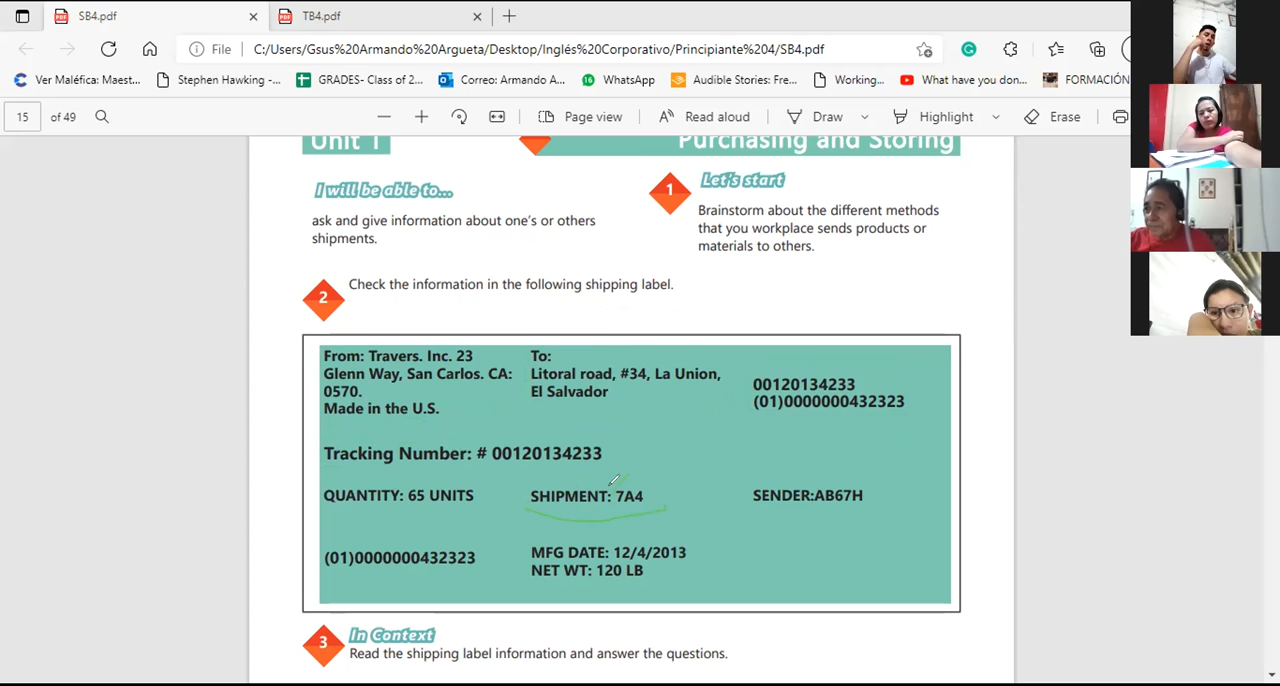 SB4.pdf
TB4.pdf
File C:/Users/Gsus%20Armando%20Argueta/Desktop/Inglés%20Corporativo/Principiante%204/SB4.pdf
Ver Maléfica: Maest... Stephen Hawking -... GRADES- Class of 2... Correo: Armando A... WhatsApp Audible Stories: Fre... Working... What have you don... FORMACIÓN
15 of 49 Page view Read aloud Draw Highlight Erase
Unit 1 Purchasing and Storing
I will be able to...
ask and give information about one's or others
shipments.
1 Let's start
Brainstorm about the different methods
that you workplace sends products or
materials to others.
2 Check the information in the following shipping label.
From: Travers. Inc. 23
Glenn Way, San Carlos. CA:
0570.
Made in the U.S.
To:
Litoral road, #34, La Union,
El Salvador
00120134233
(01)0000000432323
Tracking Number: # 00120134233
QUANTITY: 65 UNITS SHIPMENT: 7A4 SENDER:AB67H
(01)0000000432323
MFG DATE: 12/4/2013
NET WT: 120 LB
3 In Context
Read the shipping label information and answer the questions.